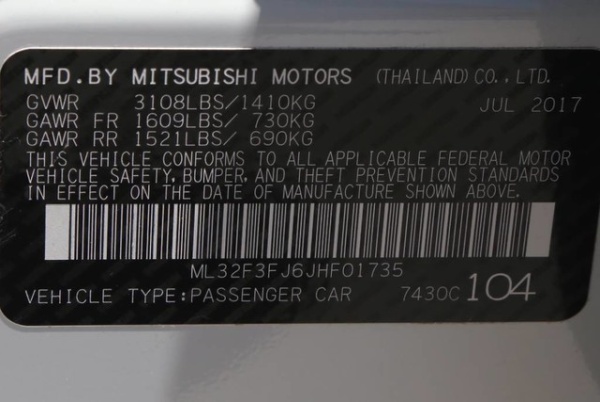 MFD.BY MITSUBISHI MOTORS (THAILAND)CO.,LTD.
GVWR 3108LBS/1410KG JUL 2017
GAWR FR 1609LBS/ 730KG
GAWR RR 1521LBS/ 690KG
THIS VEHICLE CONFORMS TO ALL APPLICABLE FEDERAL MOTOR
VEHICLE SAFETY, BUMPER, AND THEFT PREVENTION STANDARDS
IN EFFECT ON THE DATE OF MANUFACTURE SHOWN ABOVE.
ML32F3FJ6JHF01735
VEHICLE TYPE:PASSENGER CAR 7430C 104